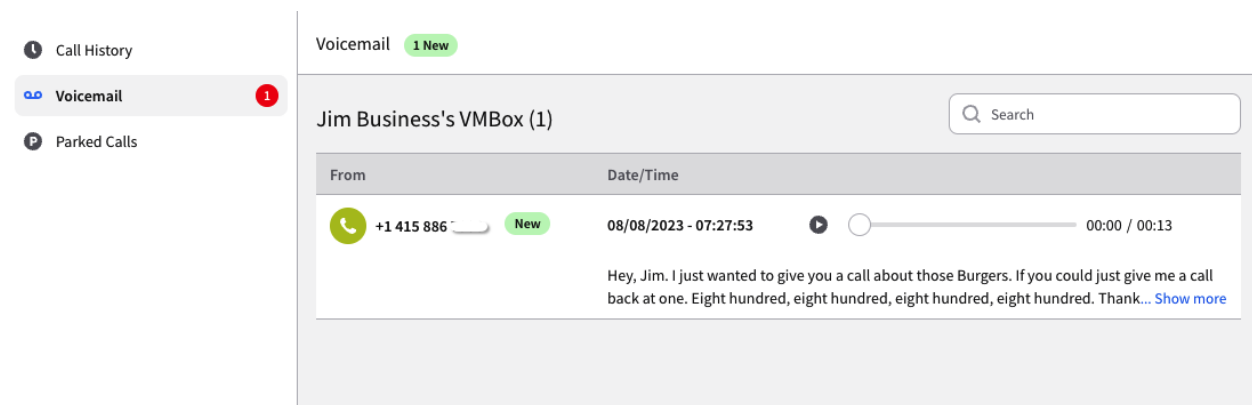 Call History
Voicemail 1
P Parked Calls
Voicemail 1 New
Jim Business's VMBox (1)
Search
From Date/Time
+1 415 886 New 08/08/2023 - 07:27:53 00:00 / 00:13
Hey, Jim. I just wanted to give you a call about those Burgers. If you could just give me a call
back at one. Eight hundred, eight hundred, eight hundred, eight hundred. Thank... Show more